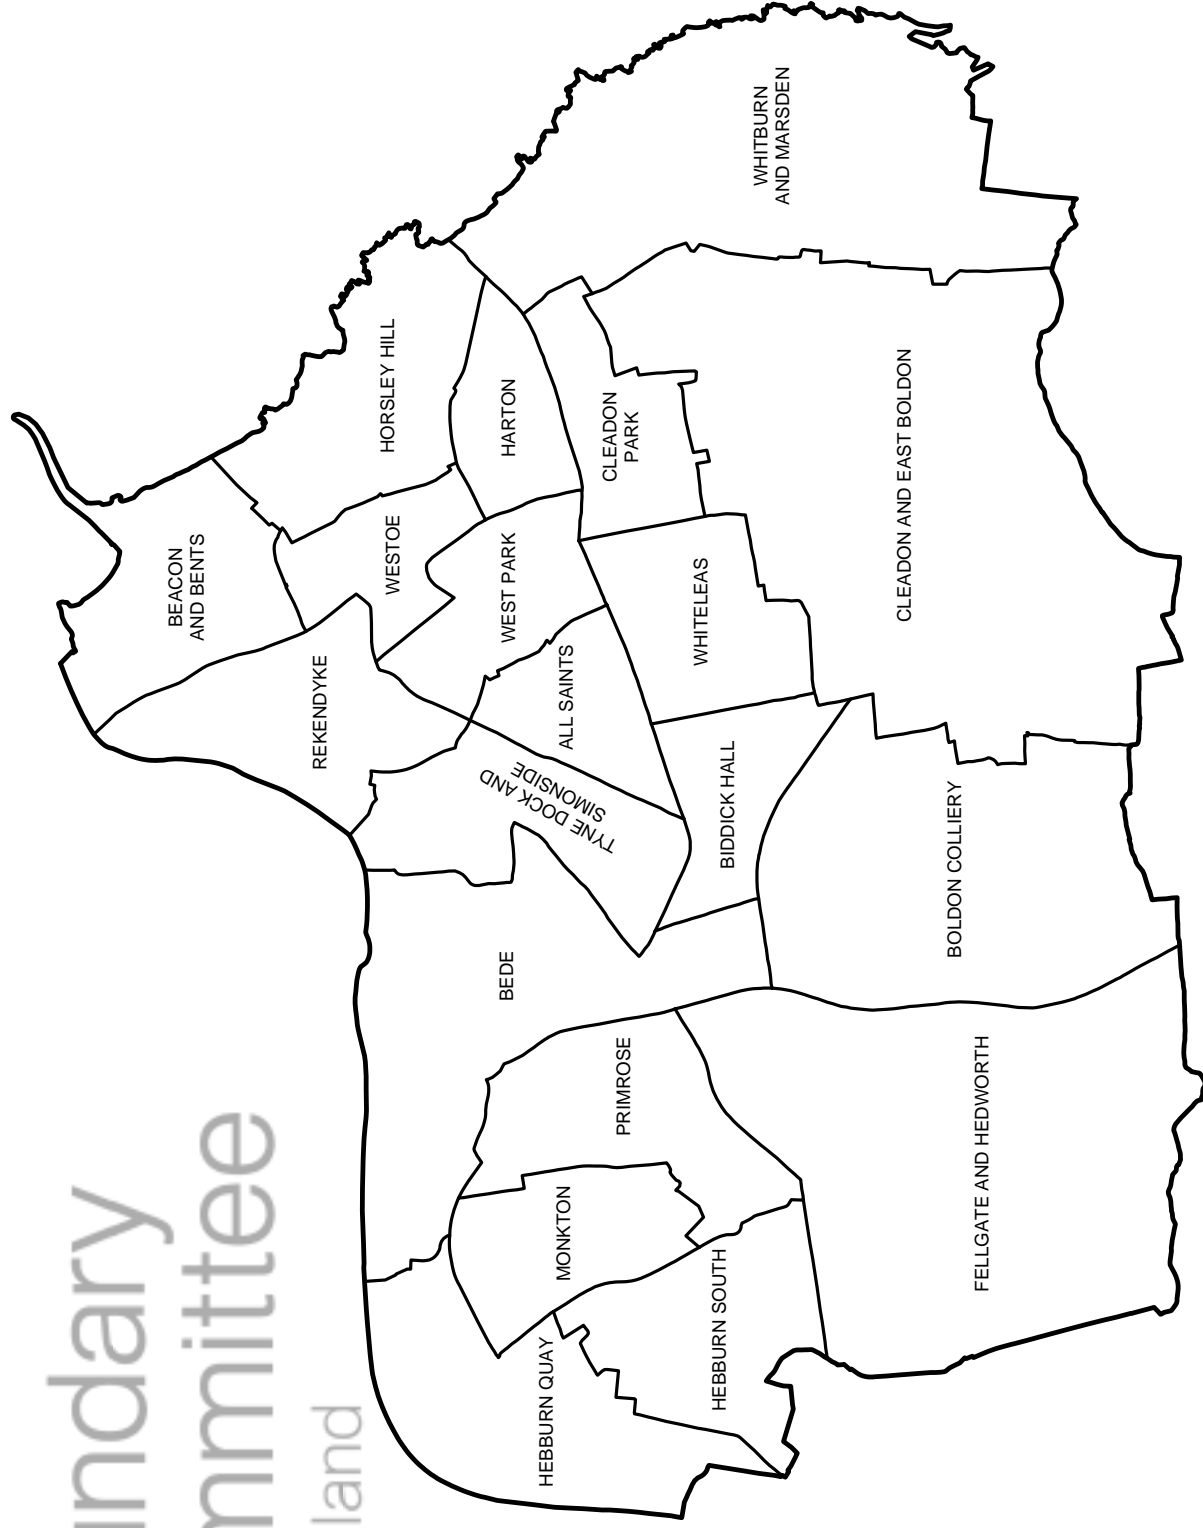 undary
mmittee
land
BEACON
AND BENTS
HORSLEY HILL
WHITBURN
AND MARSDEN
REKENDYKE
WESTOE
HARTON
CLEADON
PARK
WEST PARK
ALL SAINTS
TYNE DOCK AND
SIMONSIDE
WHITELEAS
CLEADON AND EAST BOLDON
BIDDICK HALL
BEDE
BOLDON COLLIERY
PRIMROSE
MONKTON
HEBBURN QUAY
HEBBURN SOUTH
FELLGATE AND HEDWORTH